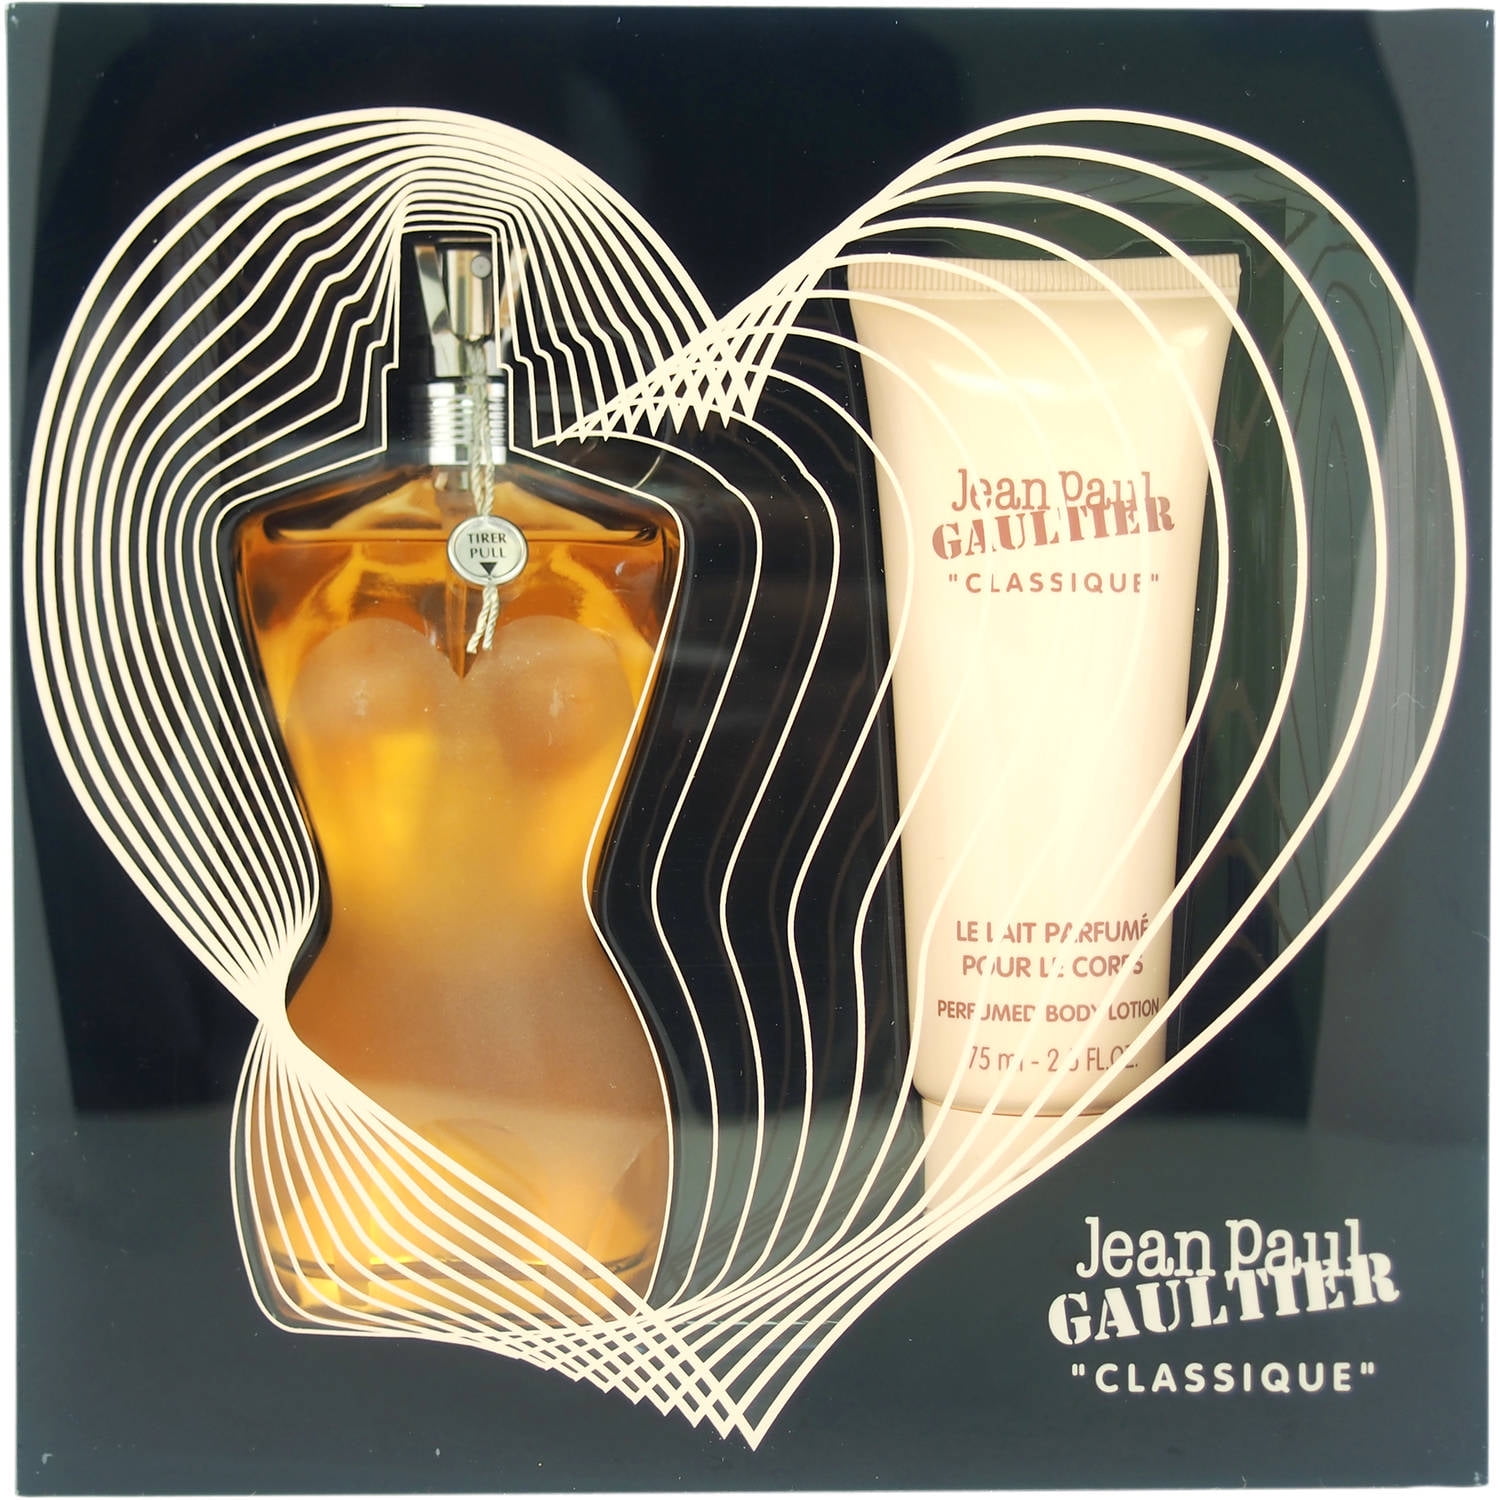 TIRER
PULL
Jean Paul
GAULTIER
"CLASSIQUE"
LE LAIT PARFUMÉ
POUR LE CORPS
PERFUMED BODY LOTION
75 ml - 2.5 FL.OZ.
Jean Paul
GAULTIER
"CLASSIQUE"